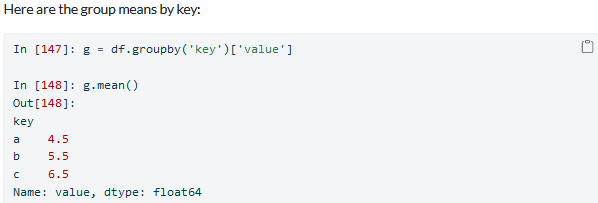 Here are the group means by key:
In [147]: g = df.groupby('key')['value']
In [148]: g.mean()
Out[148]:
key
a    4.5
b    5.5
c    6.5
Name: value, dtype: float64